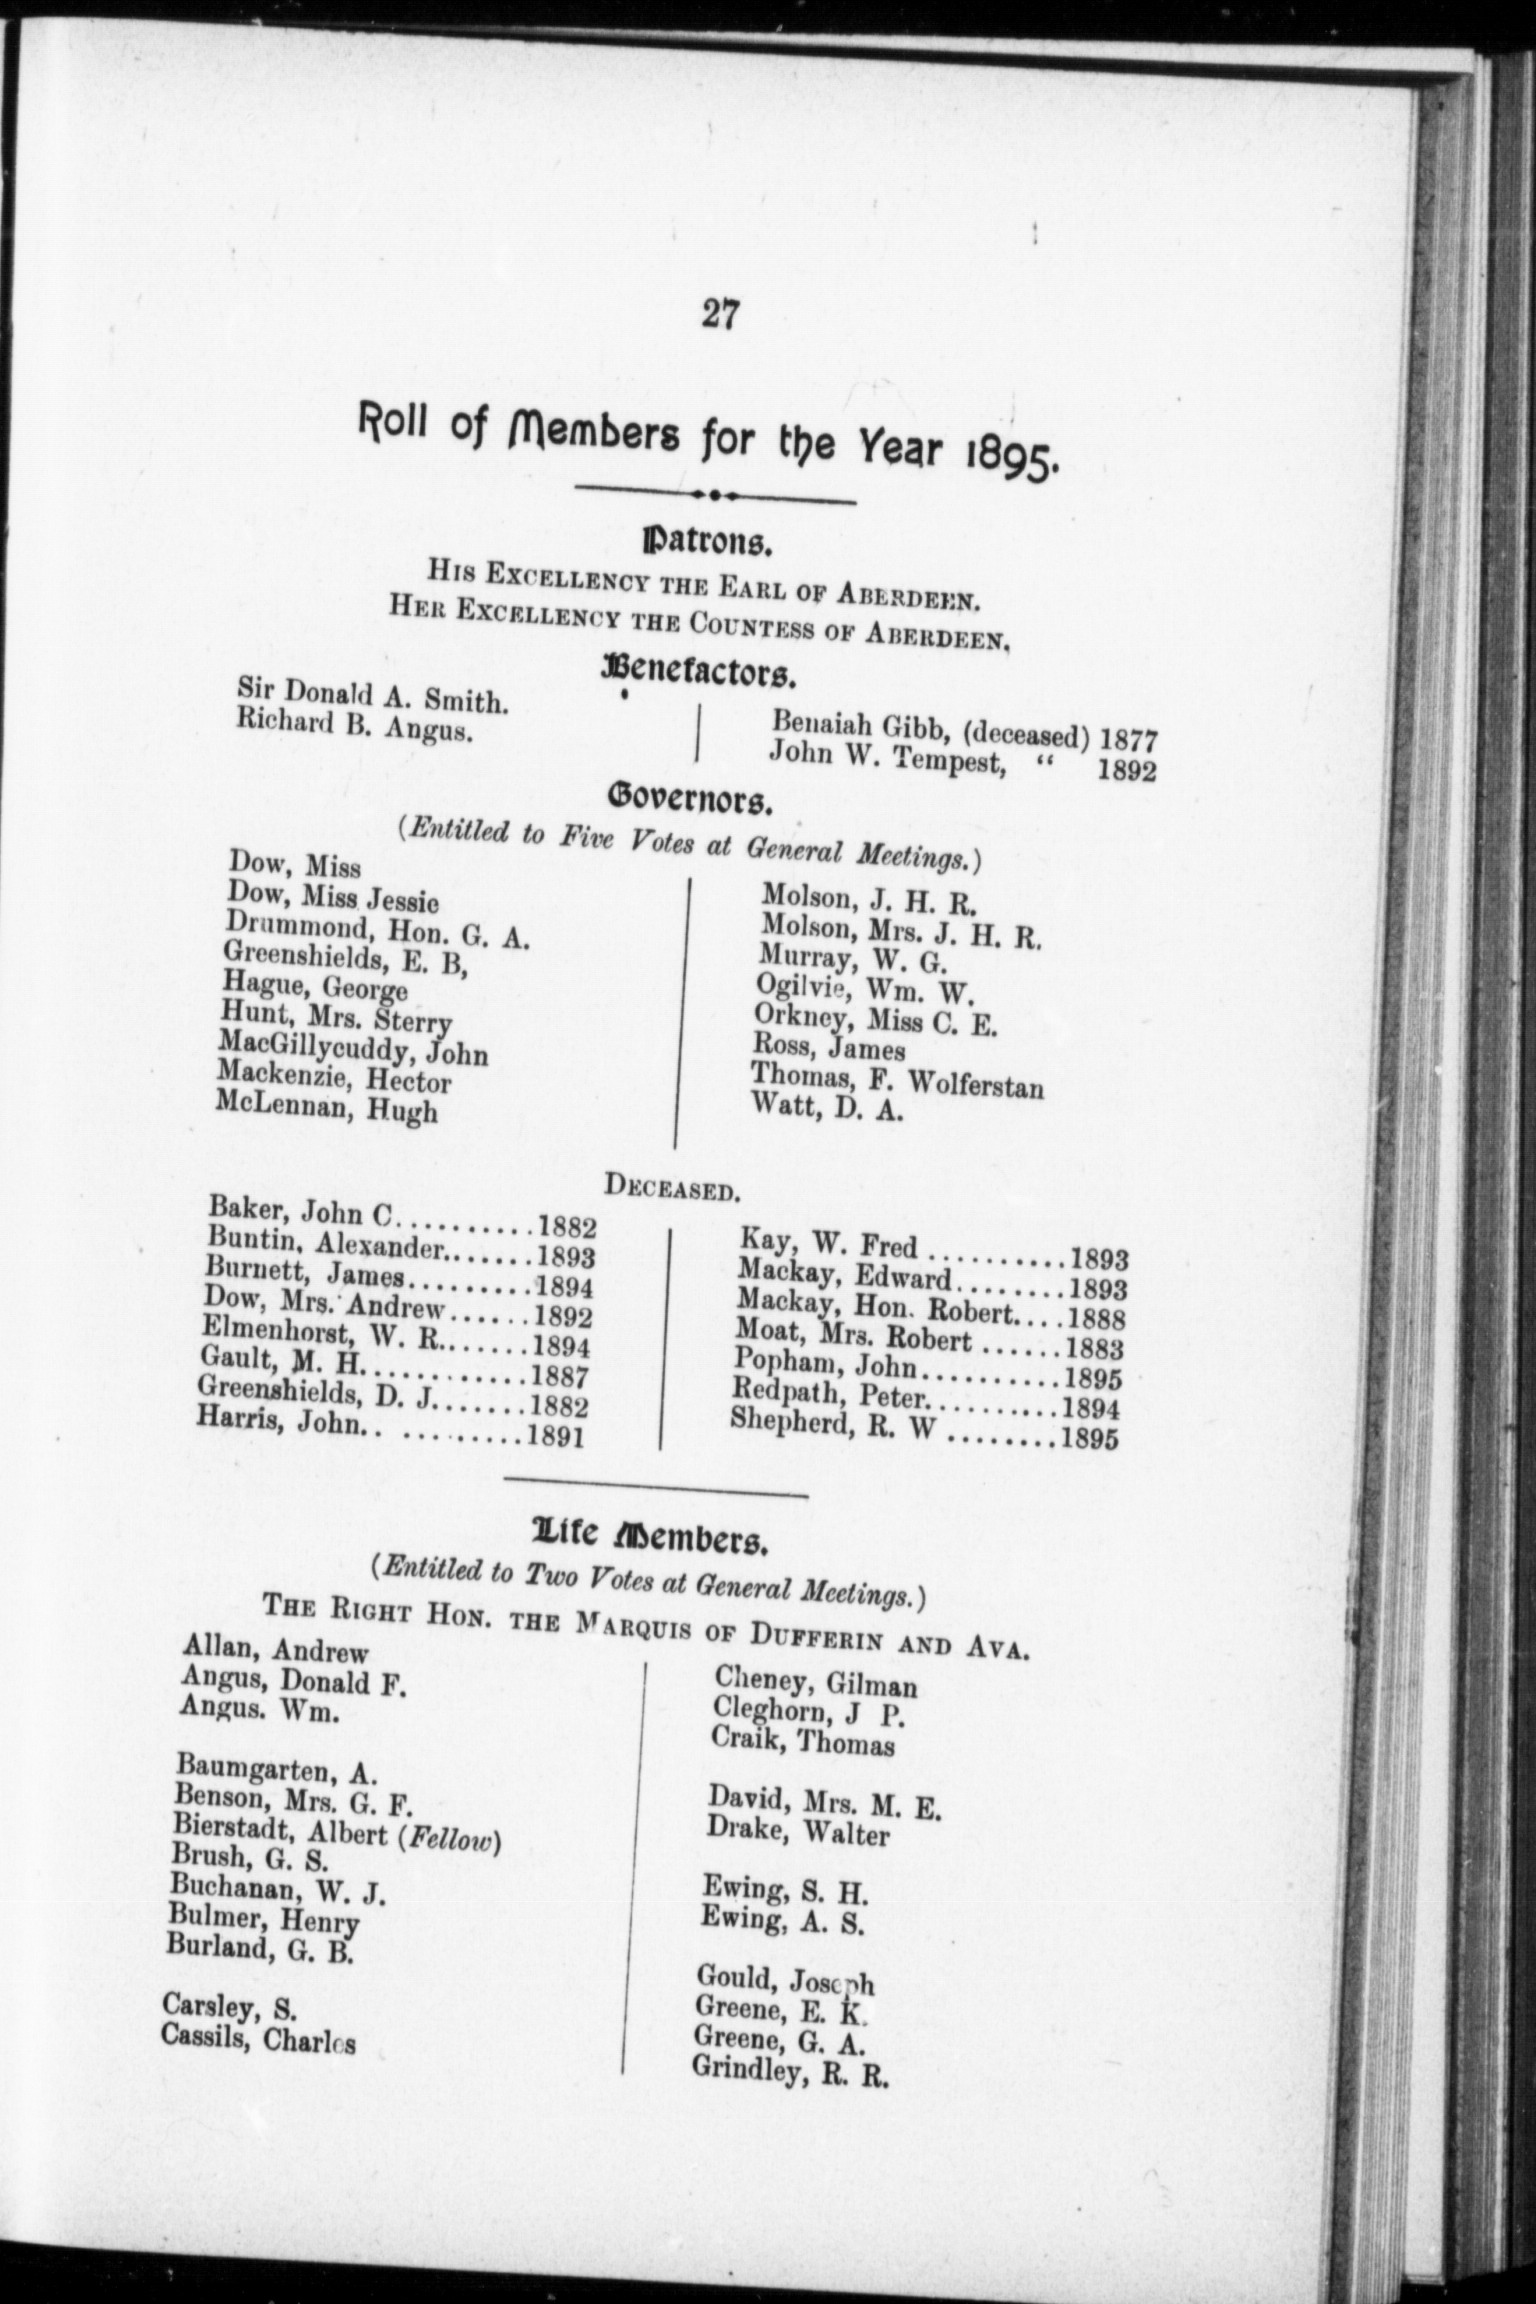 27
Roll of Members for the Year 1895.
Patrons.
His Excellency the Earl of Aberdeen.
Her Excellency the Countess of Aberdeen.
Benefactors.
Sir Donald A. Smith.
Richard B. Angus.
Benaiah Gibb, (deceased) 1877
John W. Tempest, “ 1892
Governors.
(Entitled to Five Votes at General Meetings.)
Dow, Miss
Dow, Miss Jessie
Drummond, Hon. G. A.
Greenshields, E. B,
Hague, George
Hunt, Mrs. Sterry
MacGillycuddy, John
Mackenzie, Hector
McLennan, Hugh
Molson, J. H. R.
Molson, Mrs. J. H. R.
Murray, W. G.
Ogilvie, Wm. W.
Orkney, Miss C. E.
Ross, James
Thomas, F. Wolferstan
Watt, D. A.
Deceased.
Baker, John C..........1882
Buntin, Alexander.......1893
Burnett, James..........1894
Dow, Mrs. Andrew......1892
Elmenhorst, W. R.......1894
Gault, M. H............1887
Greenshields, D. J.......1882
Harris, John.. .........1891
Kay, W. Fred ..........1893
Mackay, Edward........1893
Mackay, Hon. Robert....1888
Moat, Mrs. Robert ......1883
Popham, John..........1895
Redpath, Peter..........1894
Shepherd, R. W ........1895
Life Members.
(Entitled to Two Votes at General Meetings.)
The Right Hon. the Marquis of Dufferin and Ava.
Allan, Andrew
Angus, Donald F.
Angus. Wm.
Baumgarten, A.
Benson, Mrs. G. F.
Bierstadt, Albert (Fellow)
Brush, G. S.
Buchanan, W. J.
Bulmer, Henry
Burland, G. B.
Carsley, S.
Cassils, Charles
Cheney, Gilman
Cleghorn, J P.
Craik, Thomas
David, Mrs. M. E.
Drake, Walter
Ewing, S. H.
Ewing, A. S.
Gould, Joseph
Greene, E. K.
Greene, G. A.
Grindley, R. R.